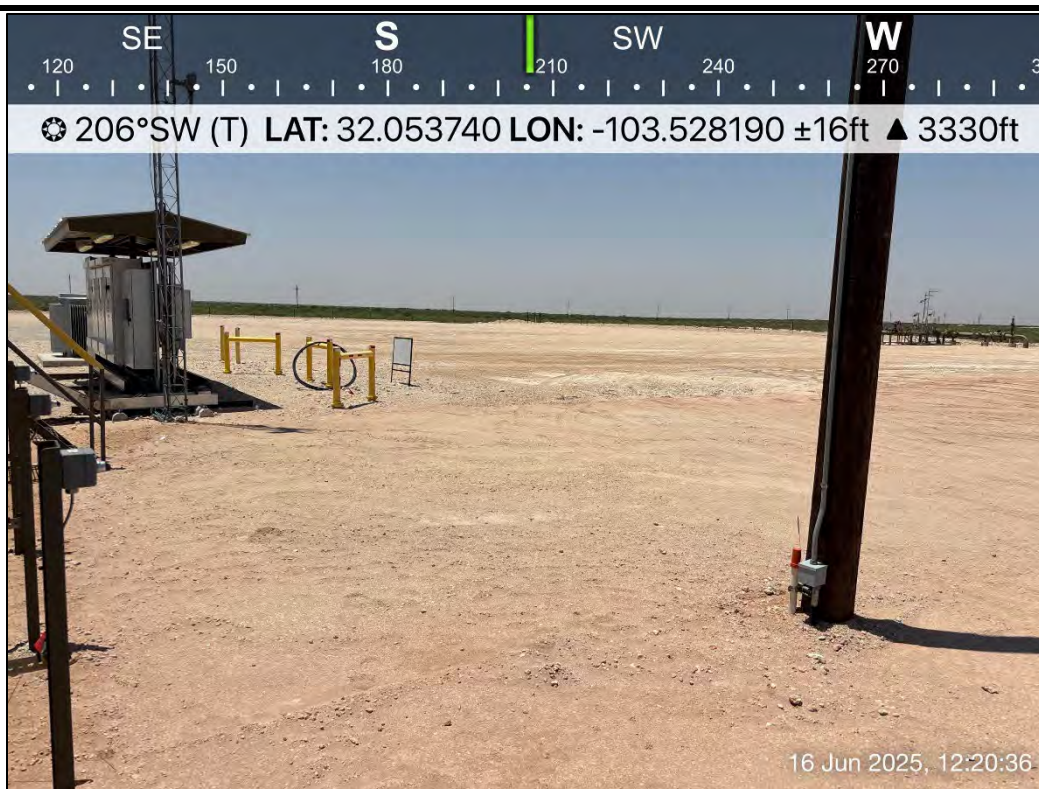 SE S SW W
120 150 180 210 240 270 3
206°SW (T) LAT: 32.053740 LON: -103.528190 ±16ft ▲ 3330ft
16 Jun 2025, 12:20:36